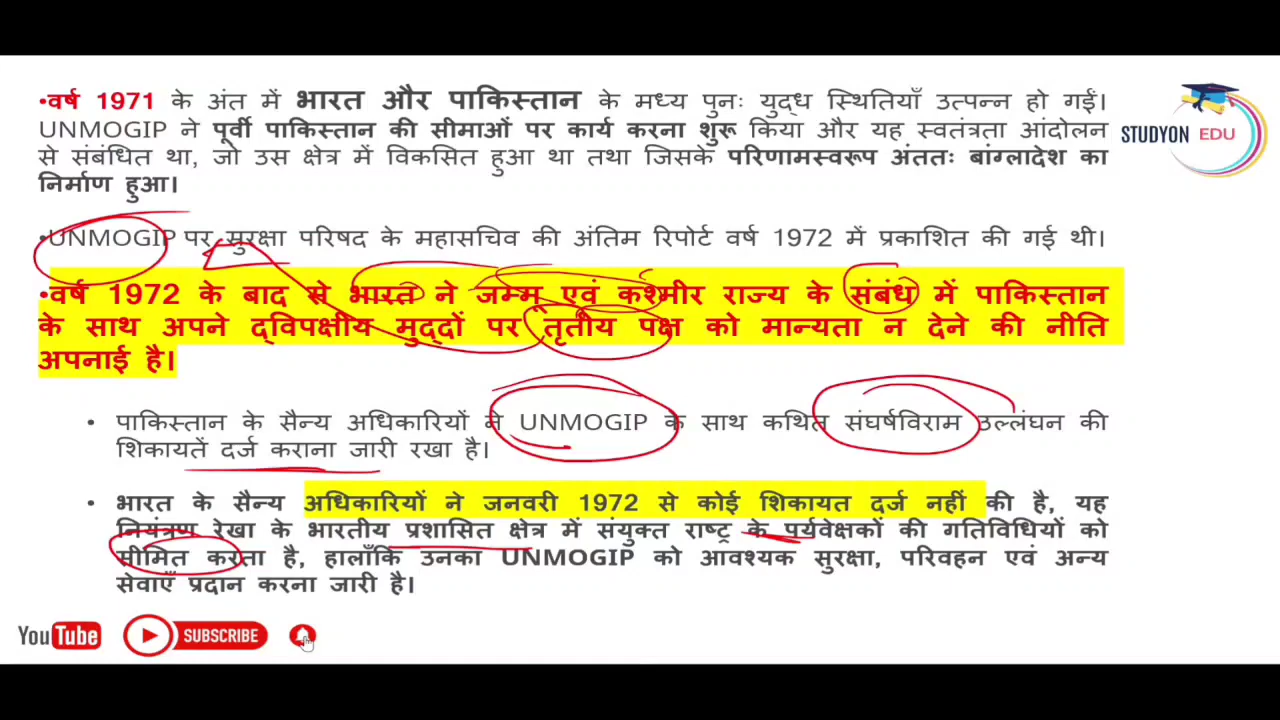 •वर्ष 1971 के अंत में भारत और पाकिस्तान के मध्य पुनः युद्ध स्थितियाँ उत्पन्न हो गईं।
UNMOGIP ने पूर्वी पाकिस्तान की सीमाओं पर कार्य करना शुरू किया और यह स्वतंत्रता आंदोलन
से संबंधित था, जो उस क्षेत्र में विकसित हुआ था तथा जिसके परिणामस्वरूप अंततः बांग्लादेश का
निर्माण हुआ।
STUDYON EDU
•UNMOGIP पर सुरक्षा परिषद के महासचिव की अंतिम रिपोर्ट वर्ष 1972 में प्रकाशित की गई थी।
•वर्ष 1972 के बाद से भारत ने जम्मू एवं कश्मीर राज्य के संबंध में पाकिस्तान
के साथ अपने द्विपक्षीय मुद्दों पर तृतीय पक्ष को मान्यता न देने की नीति
अपनाई है।
• पाकिस्तान के सैन्य अधिकारियों ने UNMOGIP के साथ कथित संघर्षविराम उल्लंघन की
शिकायतें दर्ज कराना जारी रखा है।
• भारत के सैन्य अधिकारियों ने जनवरी 1972 से कोई शिकायत दर्ज नहीं की है, यह
नियंत्रण रेखा के भारतीय प्रशासित क्षेत्र में संयुक्त राष्ट्र के पर्यवेक्षकों की गतिविधियों को
सीमित करता है, हालाँकि उनका UNMOGIP को आवश्यक सुरक्षा, परिवहन एवं अन्य
सेवाएँ प्रदान करना जारी है।
YouTube SUBSCRIBE